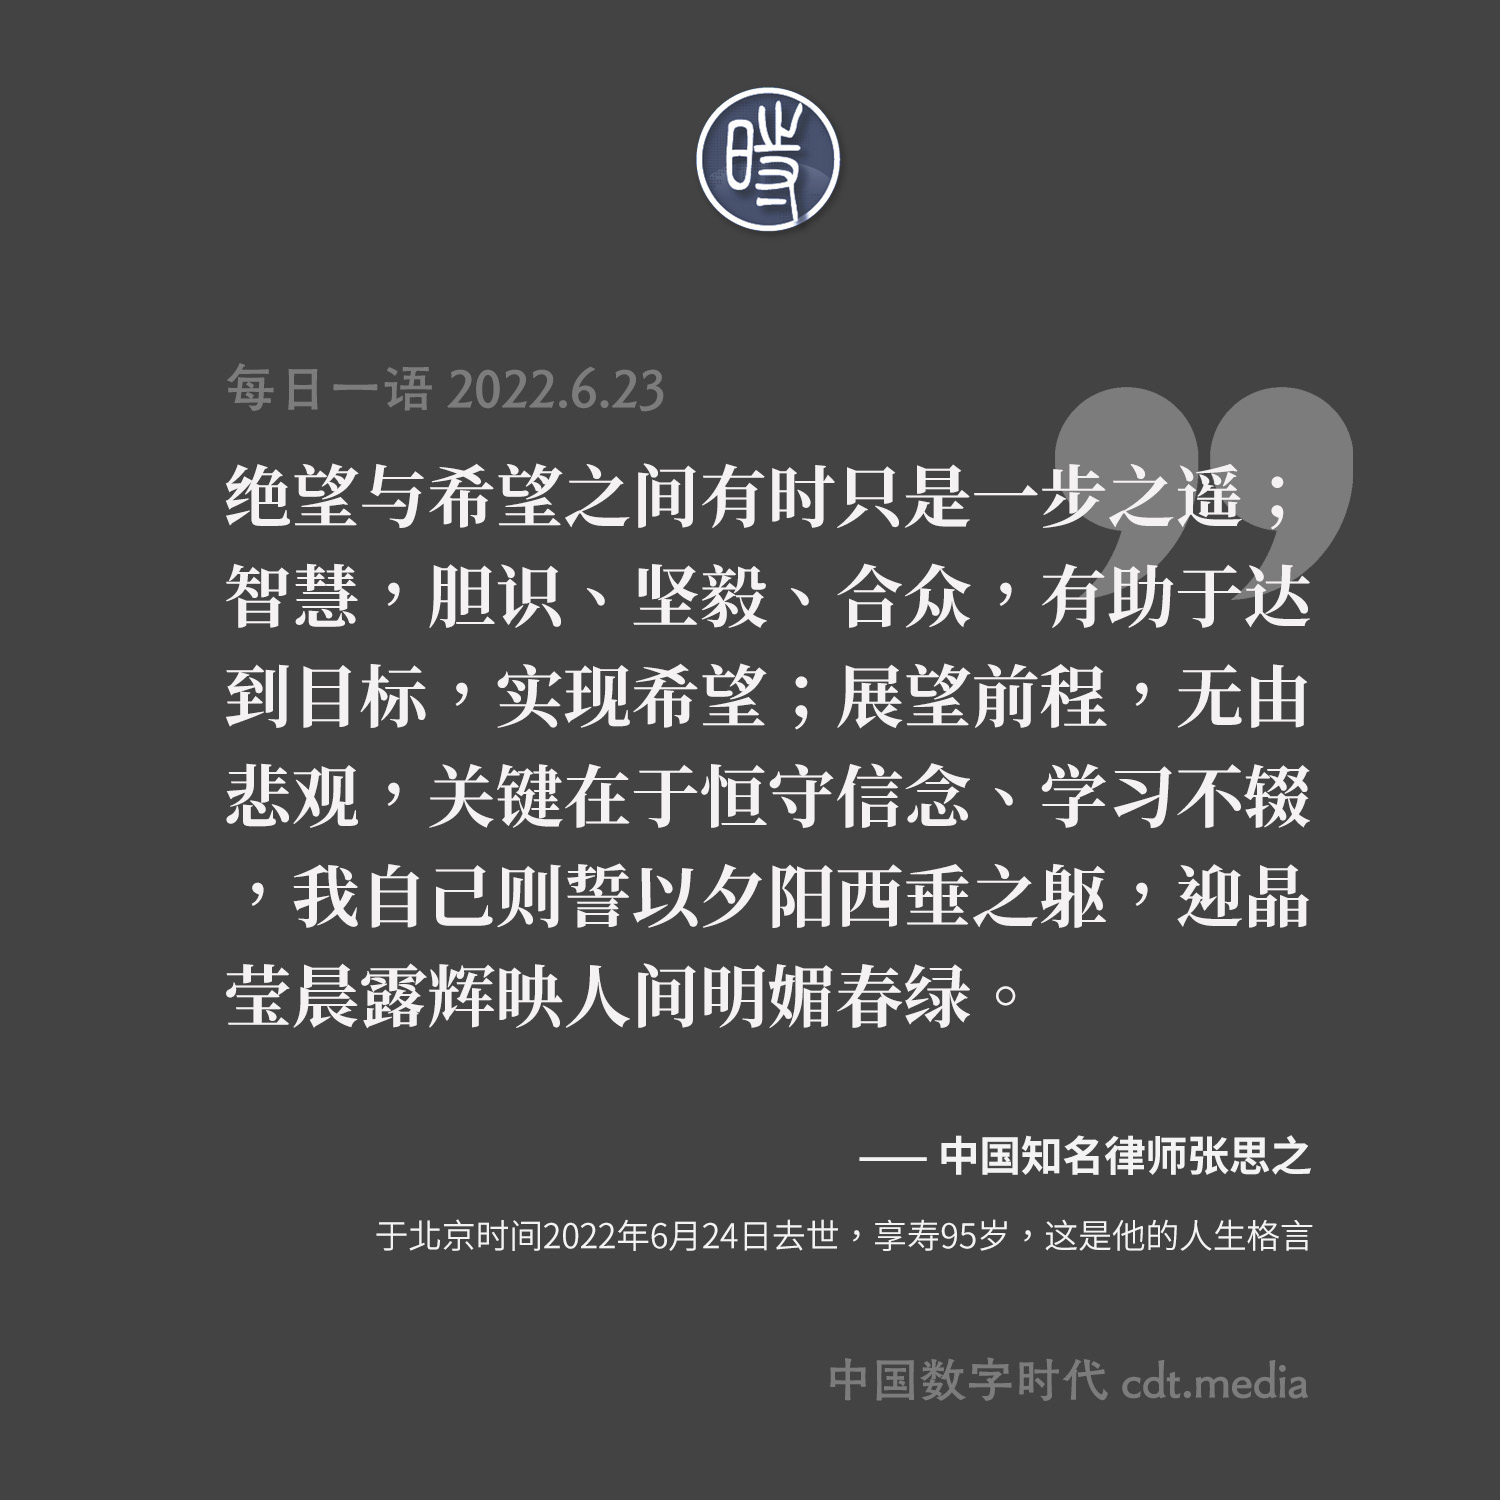 時
每日一语 2022.6.23
绝望与希望之间有时只是一步之遥；
智慧，胆识、坚毅、合众，有助于达
到目标，实现希望；展望前程，无由
悲观，关键在于恒守信念、学习不辍
，我自己则誓以夕阳西垂之躯，迎晶
莹晨露辉映人间明媚春绿。
—— 中国知名律师张思之
于北京时间2022年6月24日去世，享寿95岁，这是他的人生格言
中国数字时代 cdt.media